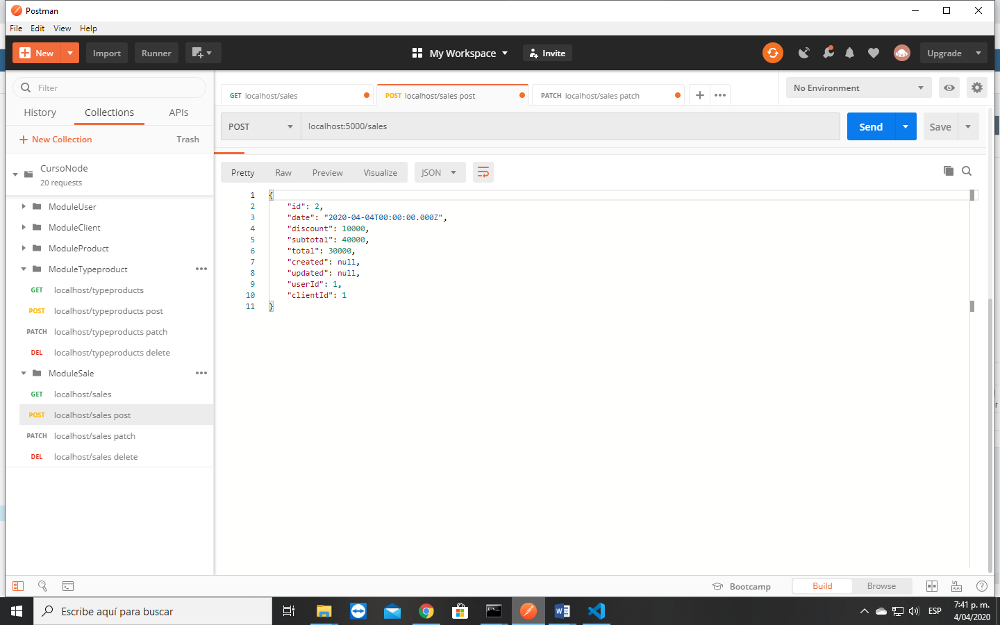 Postman
File Edit View Help
New Import Runner My Workspace Invite Upgrade
Filter
History Collections APIs
New Collection Trash
CursoNode
20 requests
ModuleUser
ModuleClient
ModuleProduct
ModuleTypeproduct
GET localhost/typeproducts
POST localhost/typeproducts post
PATCH localhost/typeproducts patch
DEL localhost/typeproducts delete
ModuleSale
GET localhost/sales
POST localhost/sales post
PATCH localhost/sales patch
DEL localhost/sales delete
GET localhost/sales POST localhost/sales post PATCH localhost/sales patch
No Environment
POST localhost:5000/sales Send Save
Pretty Raw Preview Visualize JSON
1 {
2 "id": 2,
3 "date": "2020-04-04T00:00:00.000Z",
4 "discount": 10000,
5 "subtotal": 40000,
6 "total": 30000,
7 "created": null,
8 "updated": null,
9 "userId": 1,
10 "clientId": 1
11 }
Bootcamp Build Browse
Escribe aquí para buscar
ESP
7:41 p. m.
4/04/2020